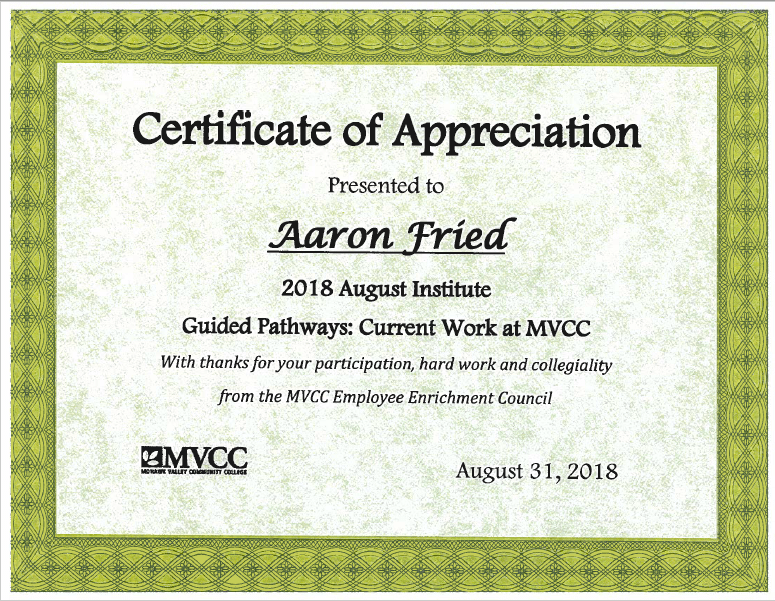 Certificate of Appreciation
Presented to
Aaron Fried
2018 August Institute
Guided Pathways: Current Work at MVCC
With thanks for your participation, hard work and collegiality
from the MVCC Employee Enrichment Council
MVCC
MOHAWK VALLEY COMMUNITY COLLEGE
August 31, 2018